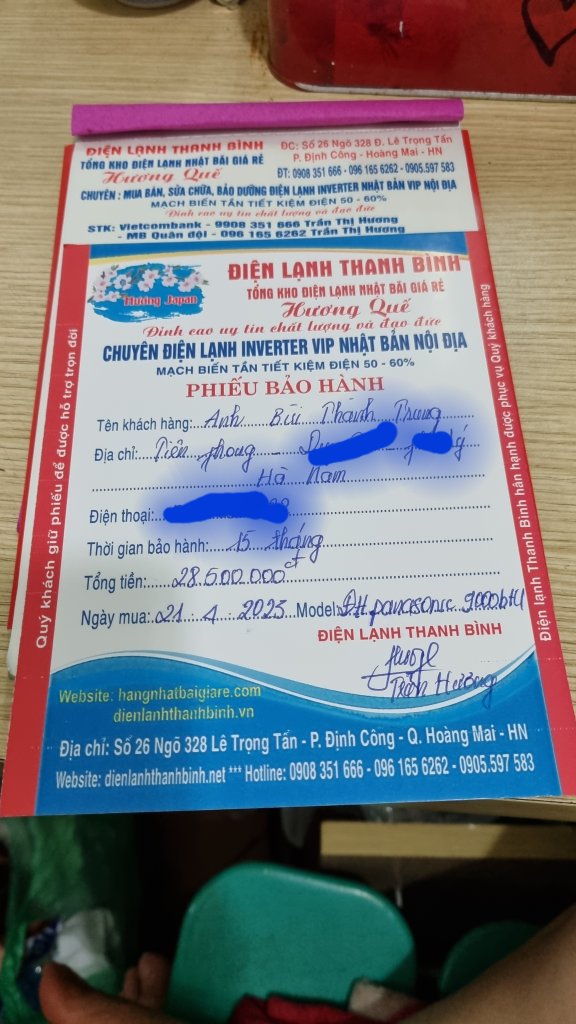 ĐIỆN LẠNH THANH BÌNH
TỔNG KHO ĐIỆN LẠNH NHẬT BÃI GIÁ RẺ
Hương Quế
ĐC: Số 26 Ngõ 328 Đ. Lê Trọng Tấn
P. Định Công - Hoàng Mai - HN
ĐT: 0908 351 666 - 096 165 6262 - 0905.597 583
CHUYÊN : MUA BÁN, SỬA CHỮA, BẢO DƯỠNG ĐIỆN LẠNH INVERTER NHẬT BẢN VIP NỘI ĐỊA
MẠCH BIẾN TẦN TIẾT KIỆM ĐIỆN 50 - 60%
Đỉnh cao uy tín chất lượng và đạo đức
STK: Vietcombank - 9908 351 666 Trần Thị Hương
- MB Quân đội - 096 165 6262 Trần Thị Hương
Hương Japan
ĐIỆN LẠNH THANH BÌNH
TỔNG KHO ĐIỆN LẠNH NHẬT BÃI GIÁ RẺ
Hương Quế
Đỉnh cao uy tín chất lượng và đạo đức
CHUYÊN ĐIỆN LẠNH INVERTER VIP NHẬT BẢN NỘI ĐỊA
MẠCH BIẾN TẦN TIẾT KIỆM ĐIỆN 50 - 60%
PHIẾU BẢO HÀNH
Tên khách hàng: Anh Bùi Thành Trung
Địa chỉ: Tiên phong - lý
Hà Nam
Điện thoại:
Thời gian bảo hành: 15 tháng
Tổng tiền: 28.500.000đ
Ngày mua: 21 . 4 . 2023 Model: ĐH panasonic 9000btU
ĐIỆN LẠNH THANH BÌNH
Trần Hương
Website: hangnhatbaigiare.com
dienlanhthanhbinh.vn
Địa chỉ: Số 26 Ngõ 328 Lê Trọng Tấn - P. Định Công - Q. Hoàng Mai - HN
Website: dienlanhthanhbinh.net *** Hotline: 0908 351 666 - 096 165 6262 - 0905.597 583
Quý khách giữ phiếu để được hỗ trợ trọn đời
Điện lạnh Thanh Bình hân hạnh được phục vụ Quý khách hàng